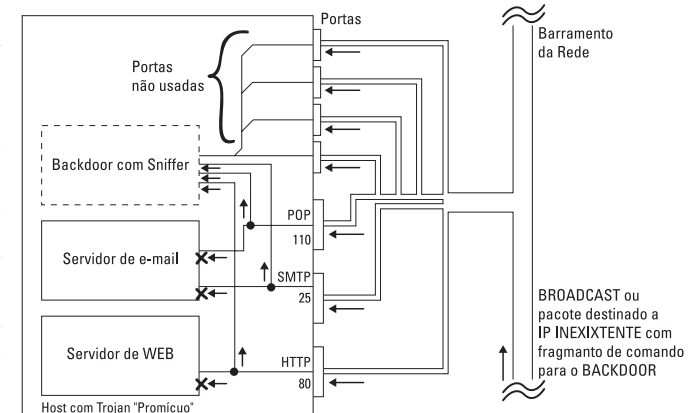 Portas
Barramento
da Rede
Portas
não usadas
Backdoor com Sniffer
POP
110
Servidor de e-mail
SMTP
25
BROADCAST ou
pacote destinado a
IP INEXIXTENTE com
fragmanto de comando
para o BACKDOOR
Servidor de WEB
HTTP
80
Host com Trojan "Promícuo"